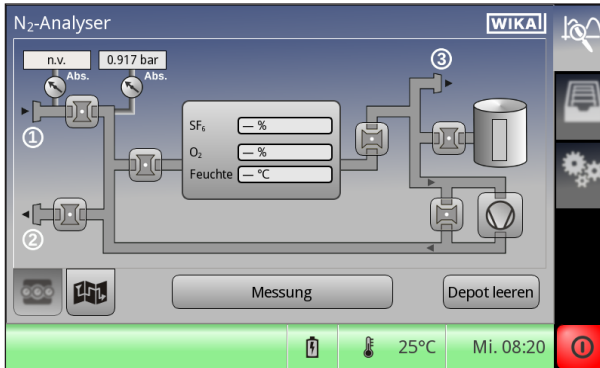 N₂-Analyser
WIKA
n.v.
0.917 bar
Abs.
Abs.
③
①
SF₆
— %
O₂
— %
Feuchte
— °C
②
Messung
Depot leeren
25°C
Mi. 08:20